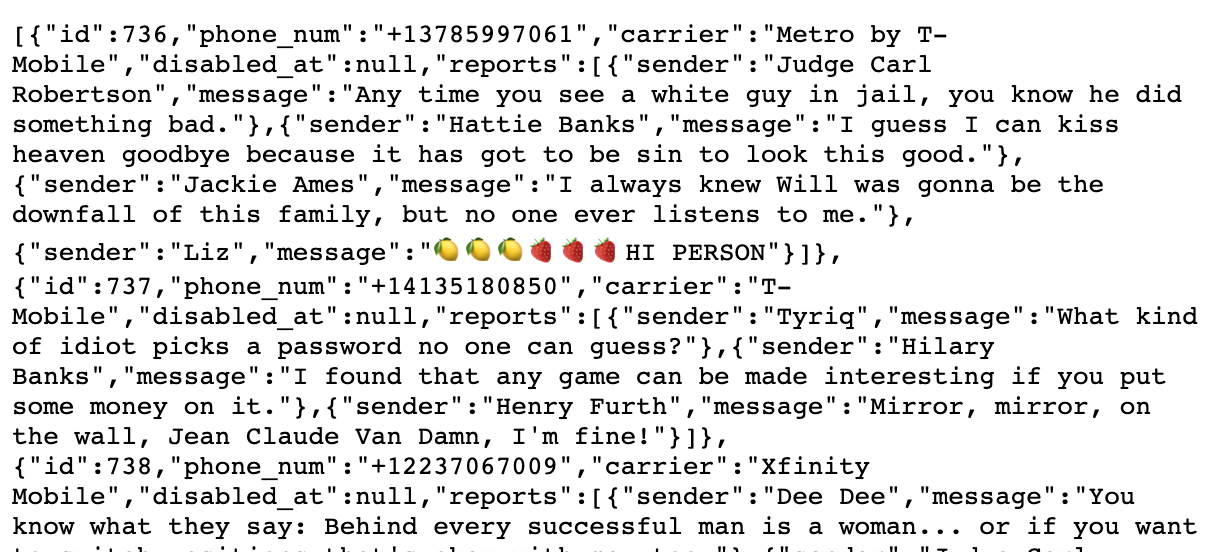 [{"id":736,"phone_num":"+13785997061","carrier":"Metro by T-
Mobile","disabled_at":null,"reports":[{"sender":"Judge Carl
Robertson","message":"Any time you see a white guy in jail, you know he did
something bad."},{"sender":"Hattie Banks","message":"I guess I can kiss
heaven goodbye because it has got to be sin to look this good."},
{"sender":"Jackie Ames","message":"I always knew Will was gonna be the
downfall of this family, but no one ever listens to me."},
{"sender":"Liz","message":"🍋🍋🍋🍓🍓🍓 HI PERSON"}]},
{"id":737,"phone_num":"+14135180850","carrier":"T-
Mobile","disabled_at":null,"reports":[{"sender":"Tyriq","message":"What kind
of idiot picks a password no one can guess?"},{"sender":"Hilary
Banks","message":"I found that any game can be made interesting if you put
some money on it."},{"sender":"Henry Furth","message":"Mirror, mirror, on
the wall, Jean Claude Van Damn, I'm fine!"}]},
{"id":738,"phone_num":"+12237067009","carrier":"Xfinity
Mobile","disabled_at":null,"reports":[{"sender":"Dee Dee","message":"You
know what they say: Behind every successful man is a woman... or if you want